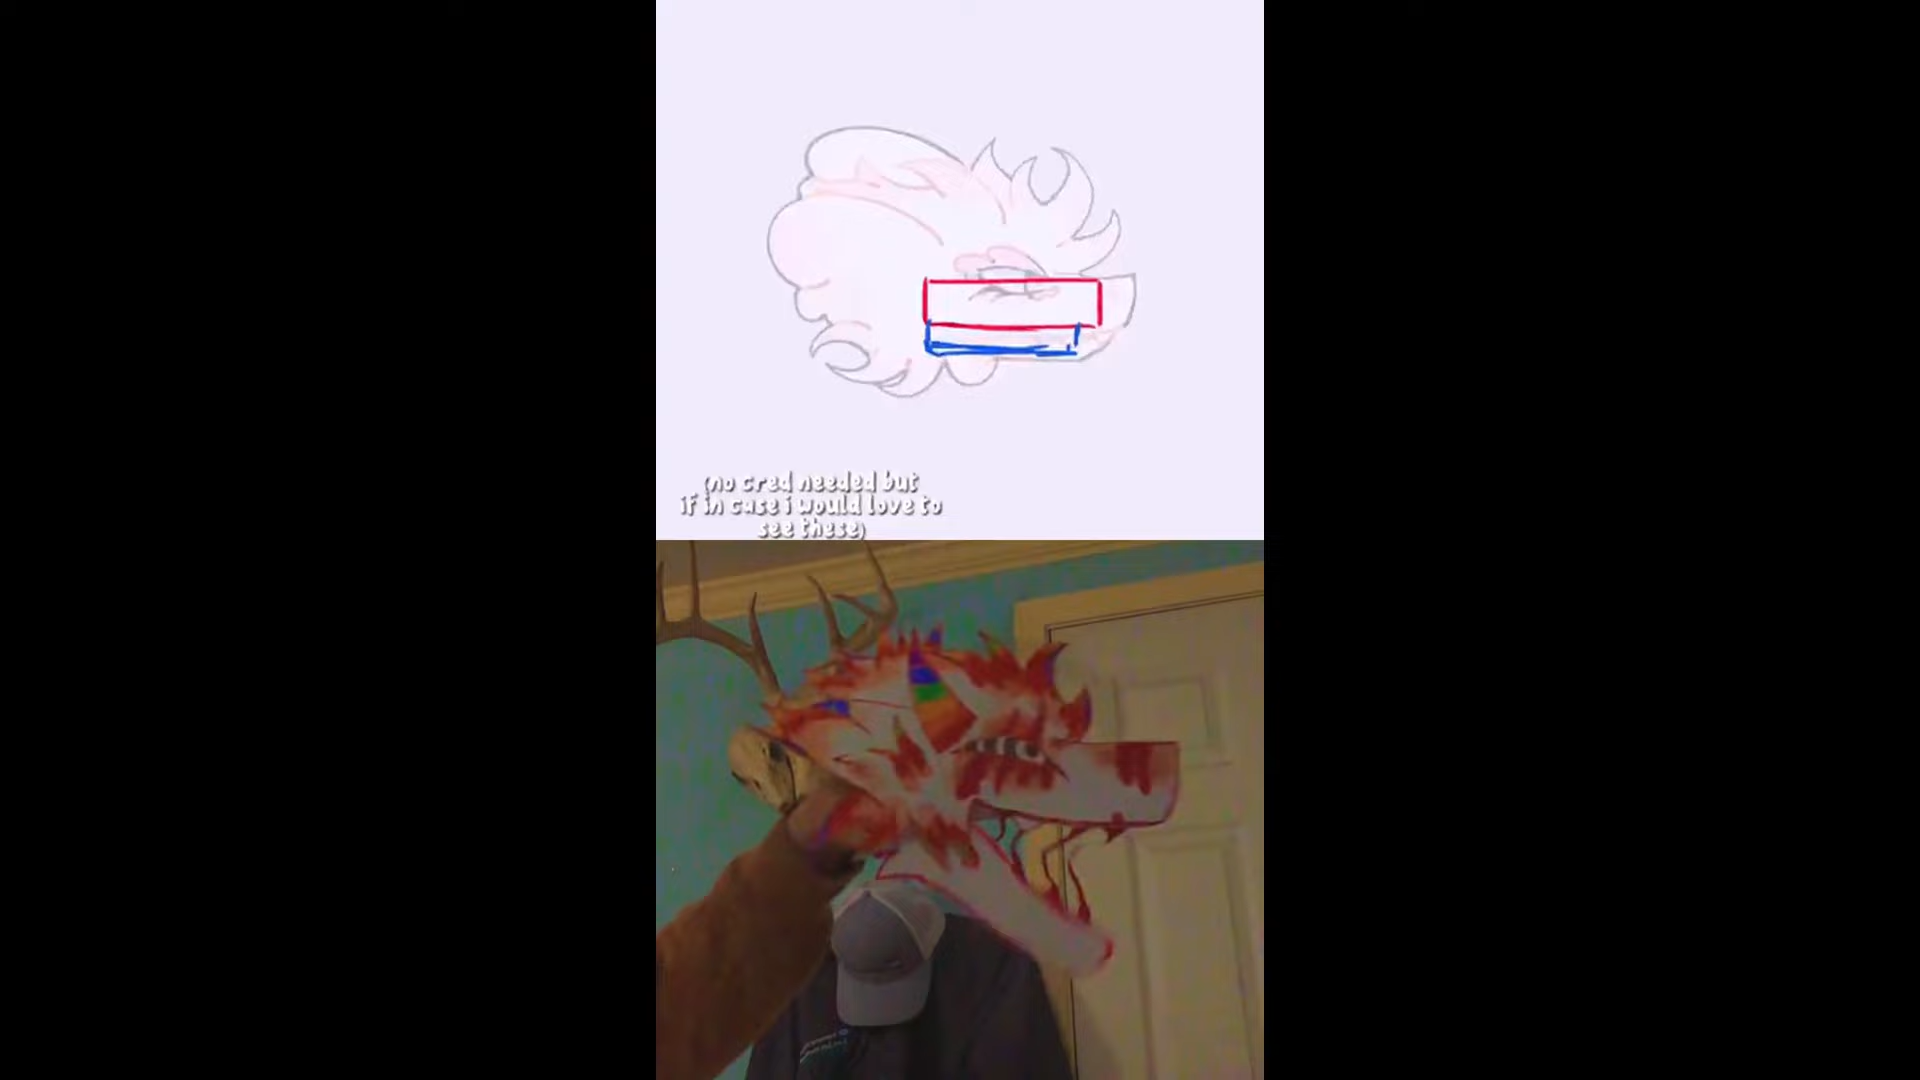 (no cred needed but
if in case i would love to
see these)